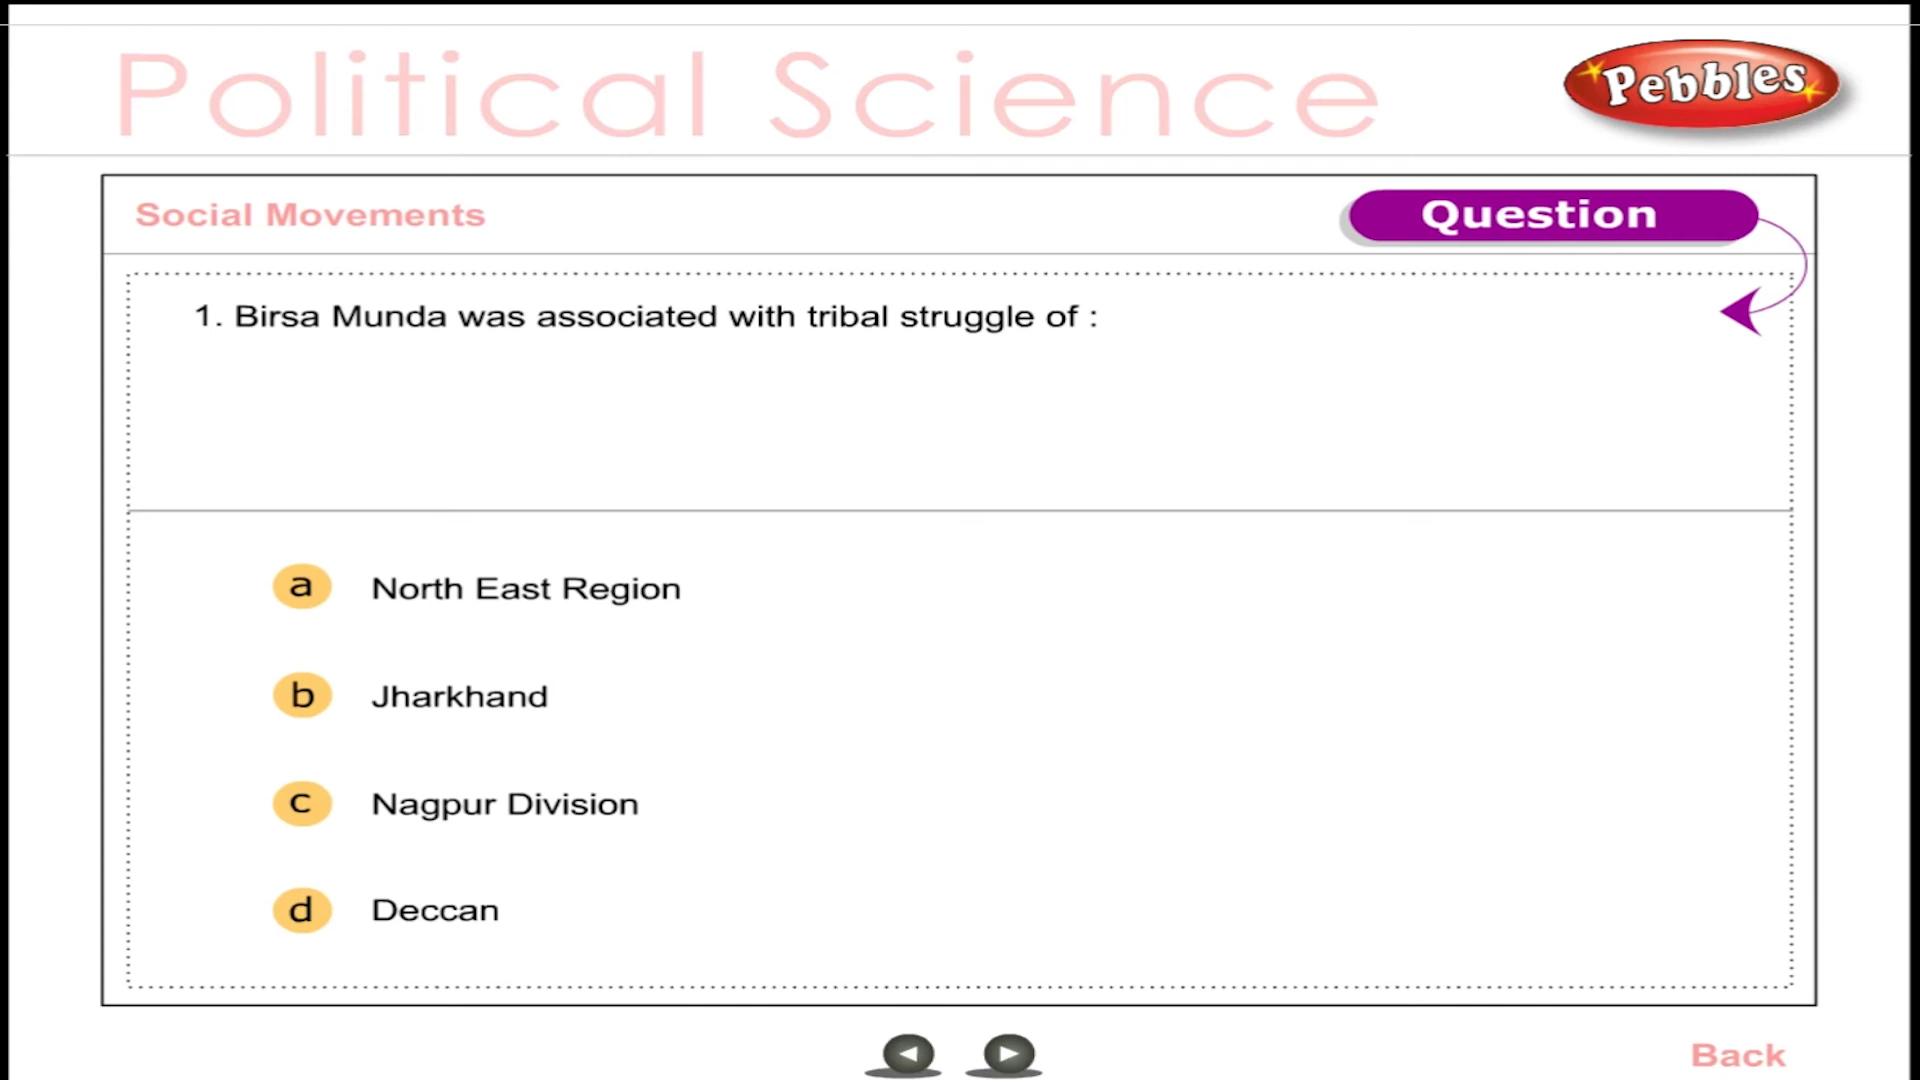 Political Science
Pebbles
Social Movements
Question
1. Birsa Munda was associated with tribal struggle of :
a North East Region
b Jharkhand
c Nagpur Division
d Deccan
Back